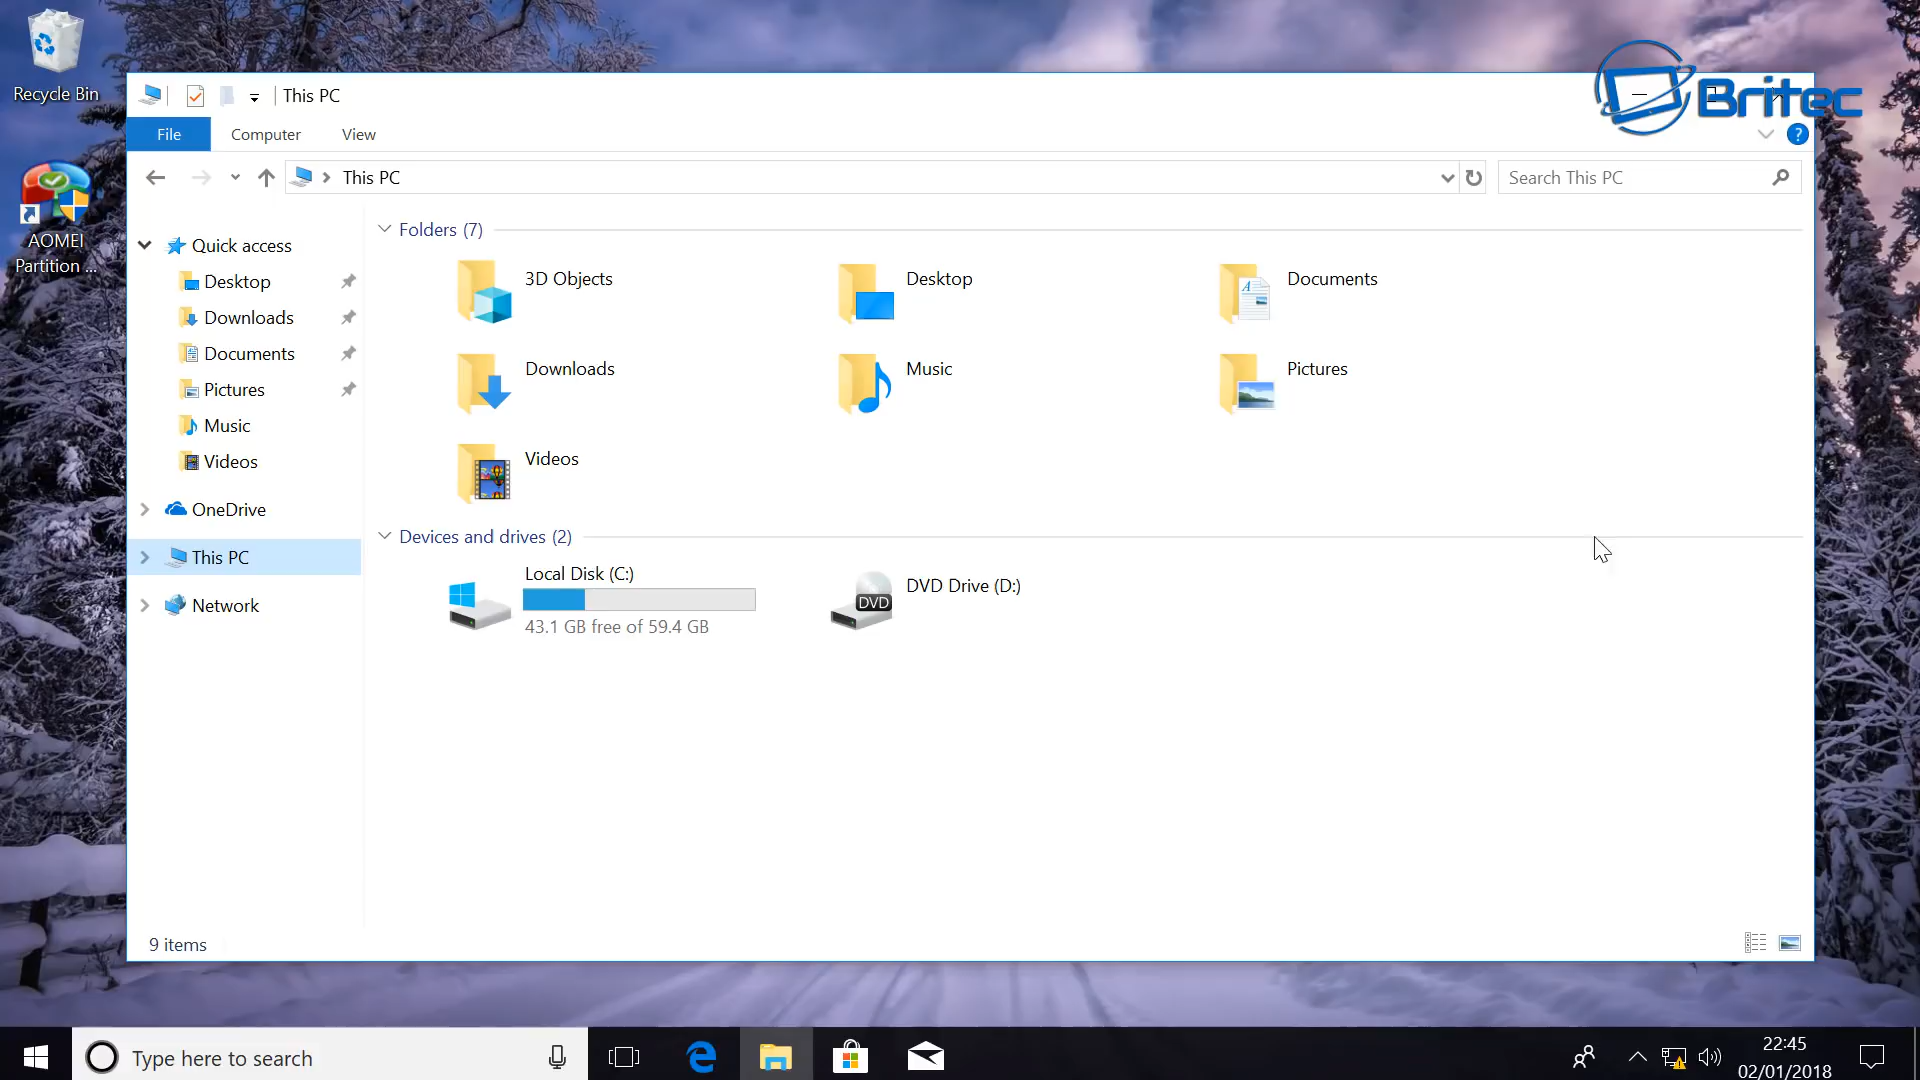 Recycle Bin
AOMEI
Partition ...
This PC
Britec
File
Computer
View
?
This PC
Search This PC
Quick access
Desktop
Downloads
Documents
Pictures
Music
Videos
OneDrive
This PC
Network
Folders (7)
3D Objects
Desktop
Documents
Downloads
Music
Pictures
Videos
Devices and drives (2)
Local Disk (C:)
43.1 GB free of 59.4 GB
DVD
DVD Drive (D:)
9 items
Type here to search
22:45
02/01/2018